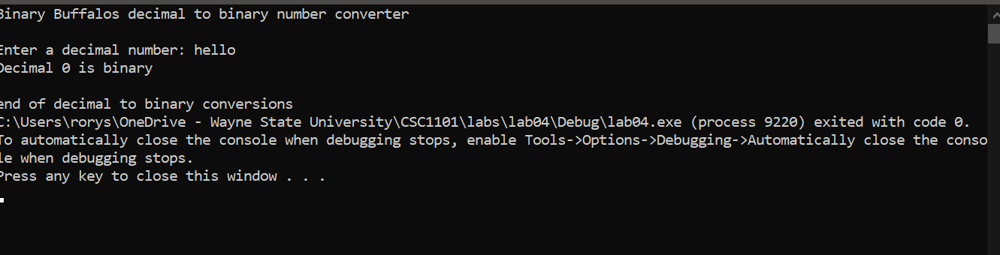 Binary Buffalos decimal to binary number converter
Enter a decimal number: hello
Decimal 0 is binary
end of decimal to binary conversions
C:\Users\rorys\OneDrive - Wayne State University\CSC1101\labs\lab04\Debug\lab04.exe (process 9220) exited with code 0.
To automatically close the console when debugging stops, enable Tools->Options->Debugging->Automatically close the conso
le when debugging stops.
Press any key to close this window . . .